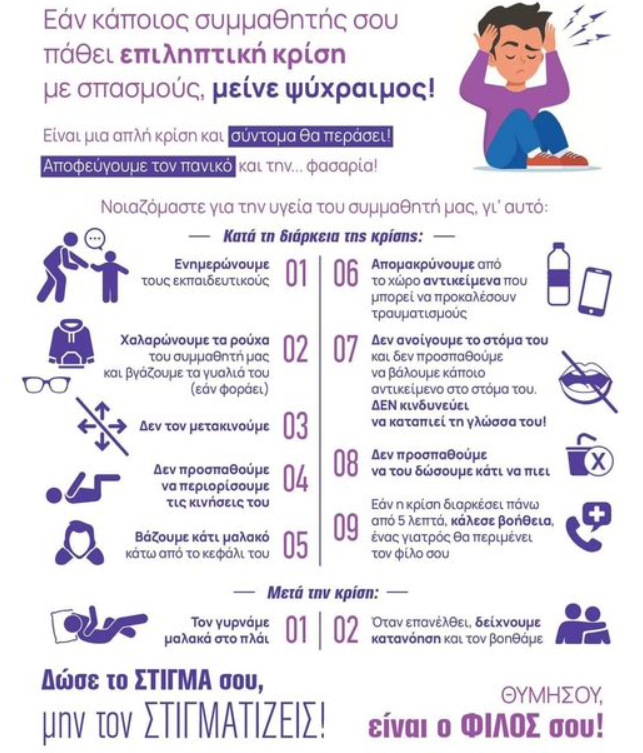 Εάν κάποιος συμμαθητής σου
πάθει επιληπτική κρίση
με σπασμούς, μείνε ψύχραιμος!
Είναι μια απλή κρίση και σύντομα θα περάσει!
Αποφεύγουμε τον πανικό και την... φασαρία!
Νοιαζόμαστε για την υγεία του συμμαθητή μας, γι' αυτό:
Κατά τη διάρκεια της κρίσης:
Ενημερώνουμε
τους εκπαιδευτικούς
01
Χαλαρώνουμε τα ρούχα
του συμμαθητή μας
και βγάζουμε τα γυαλιά του
(εάν φοράει)
02
Δεν τον μετακινούμε
03
Δεν προσπαθούμε
να περιορίσουμε
τις κινήσεις του
04
Βάζουμε κάτι μαλακό
κάτω από το κεφάλι του
05
06
Απομακρύνουμε από
το χώρο αντικείμενα που
μπορεί να προκαλέσουν
τραυματισμούς
07
Δεν ανοίγουμε το στόμα του
και δεν προσπαθούμε
να βάλουμε κάποιο
αντικείμενο στο στόμα του.
ΔΕΝ κινδυνεύει
να καταπιεί τη γλώσσα του!
08
Δεν προσπαθούμε
να του δώσουμε κάτι να πιει
X
09
Εάν η κρίση διαρκέσει πάνω
από 5 λεπτά, κάλεσε βοήθεια,
ένας γιατρός θα περιμένει
τον φίλο σου
Μετά την κρίση:
Τον γυρνάμε
μαλακά στο πλάι
01
02
Όταν επανέλθει, δείχνουμε
κατανόηση και τον βοηθάμε
Δώσε το ΣΤΙΓΜΑ σου,
μην τον ΣΤΙΓΜΑΤΙΖΕΙΣ!
ΘΥΜΗΣΟΥ,
είναι ο ΦΙΛΟΣ σου!